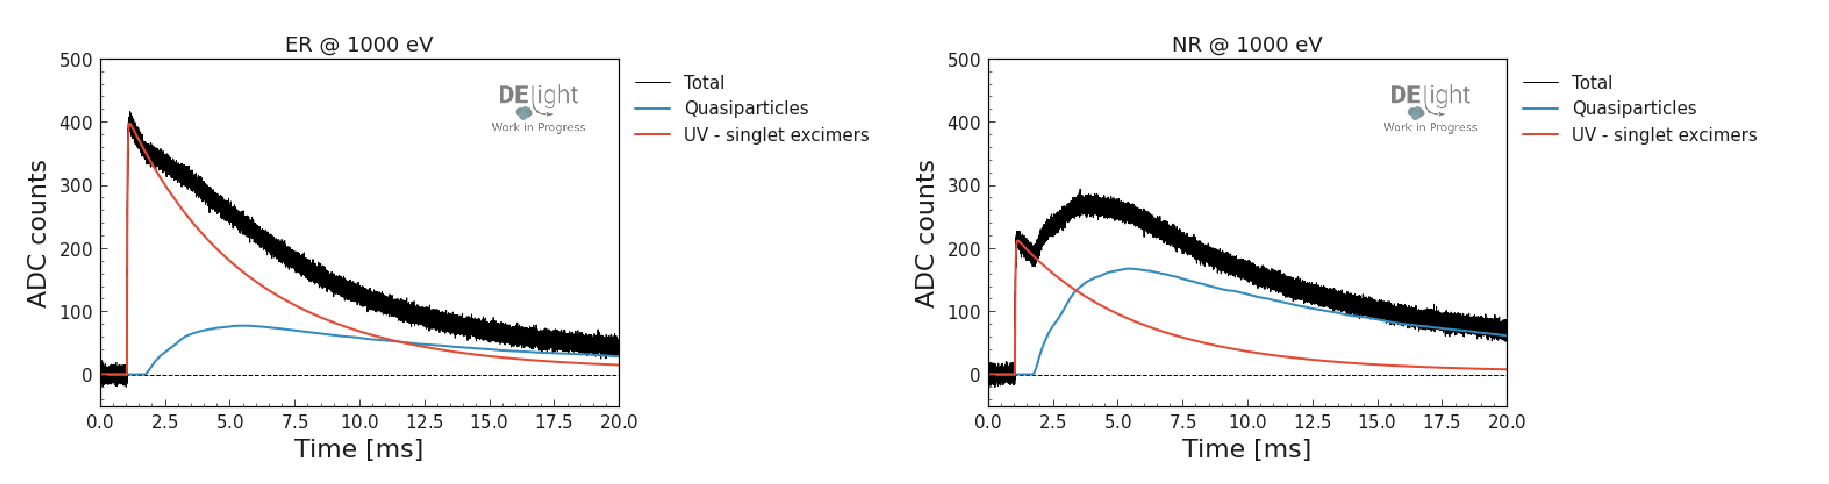 ER @ 1000 eV
500
400
300
200
100
0
ADC counts
0.0 2.5 5.0 7.5 10.0 12.5 15.0 17.5 20.0
Time [ms]
DELight
Work in Progress
Total
Quasiparticles
UV - singlet excimers
NR @ 1000 eV
500
400
300
200
100
0
ADC counts
0.0 2.5 5.0 7.5 10.0 12.5 15.0 17.5 20.0
Time [ms]
DELight
Work in Progress
Total
Quasiparticles
UV - singlet excimers